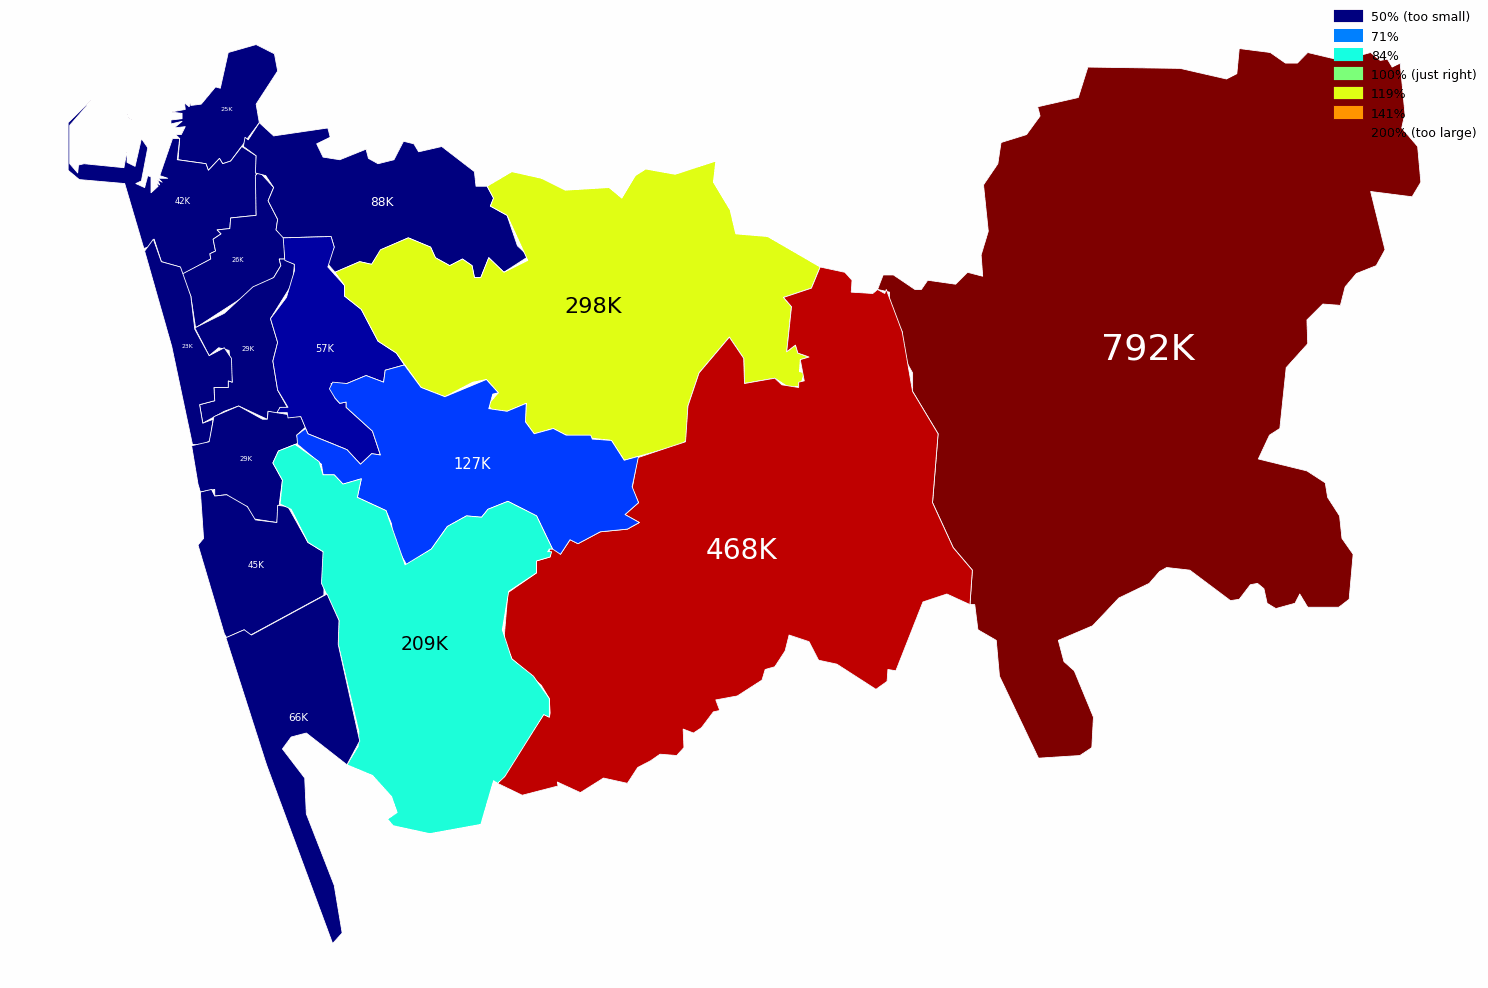 50% (too small)
71%
84%
100% (just right)
119%
141%
200% (too large)
25K
42K
88K
26K
298K
23K
29K
57K
792K
29K
127K
45K
468K
209K
66K